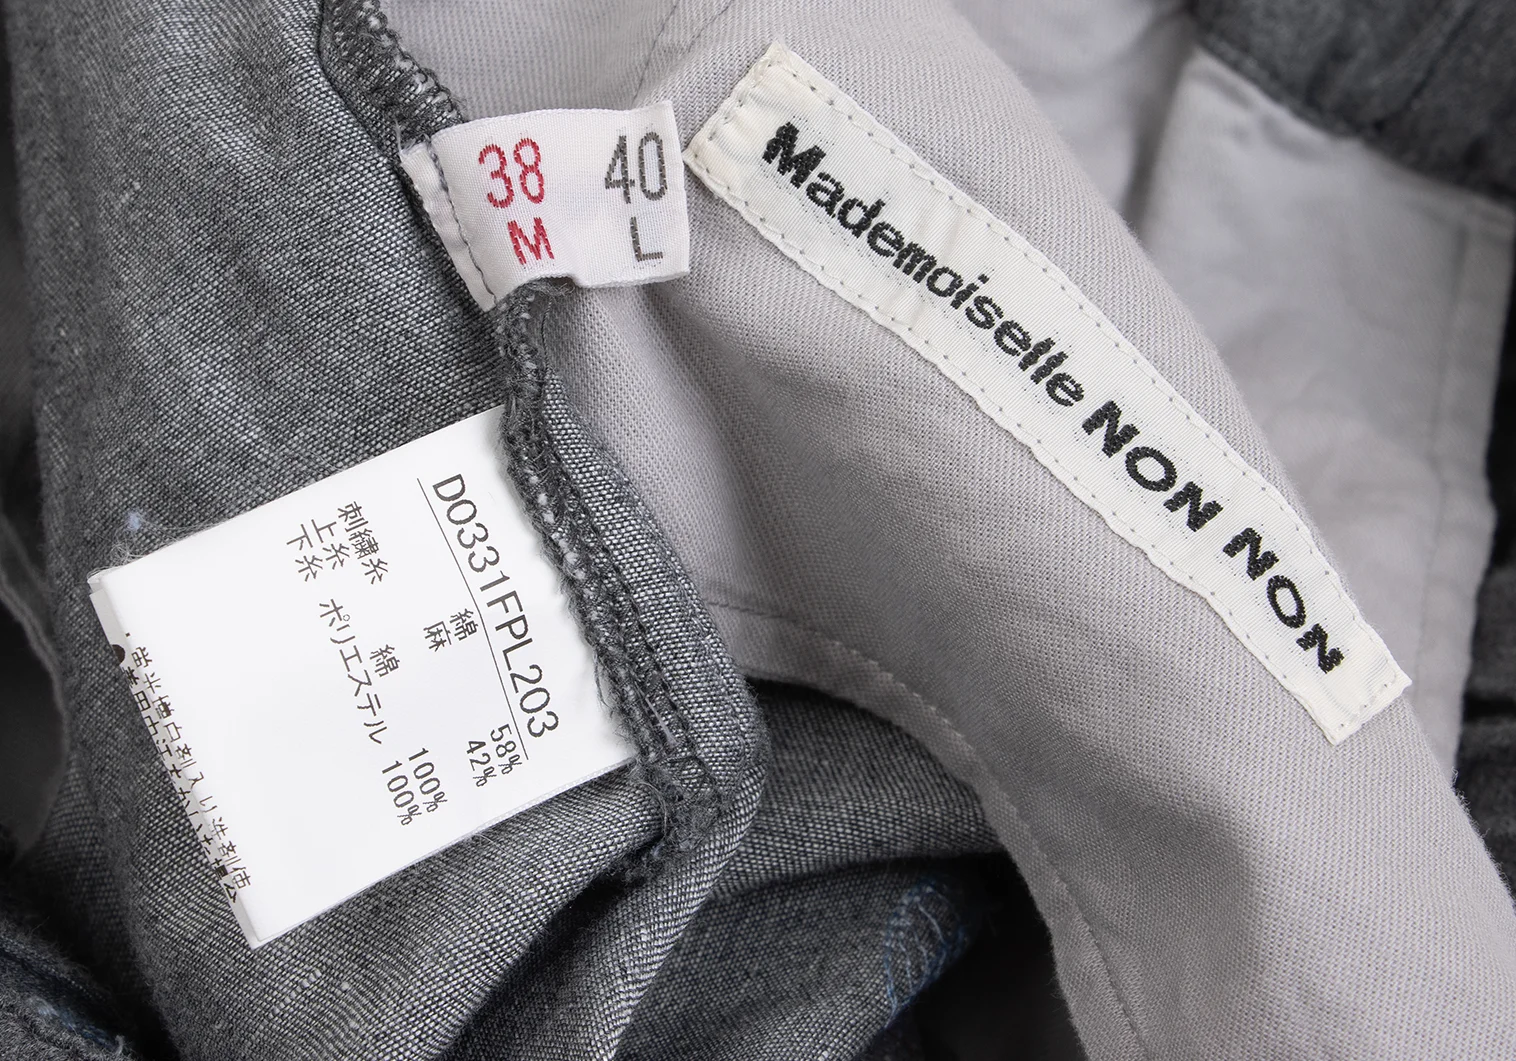 38 40
M L
Mademoiselle NON NON
D0331FPL203
綿 58%
麻 42%
刺繍糸
上糸 綿 100%
下糸 ポリエステル 100%